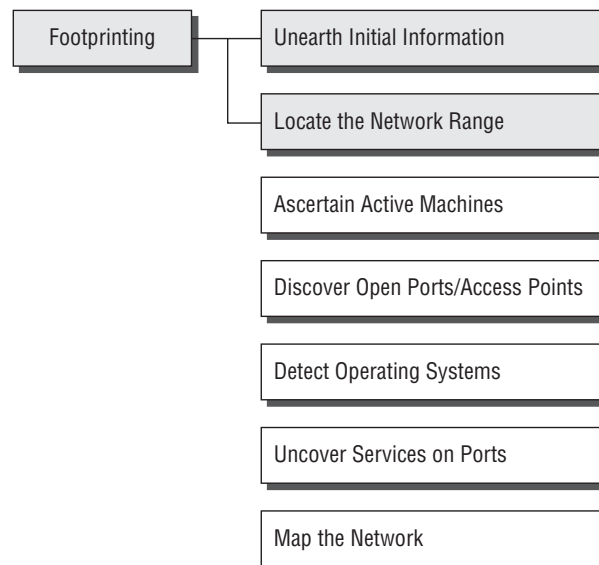 Footprinting
Unearth Initial Information
Locate the Network Range
Ascertain Active Machines
Discover Open Ports/Access Points
Detect Operating Systems
Uncover Services on Ports
Map the Network